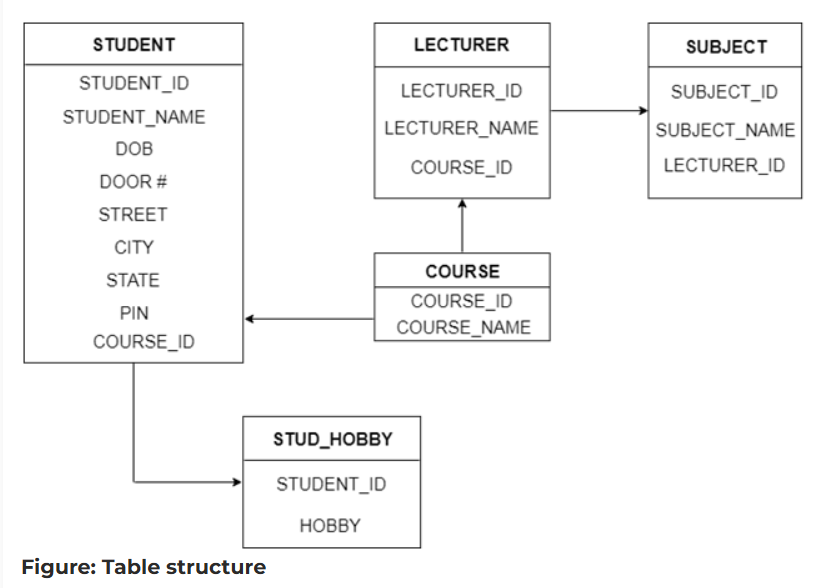 STUDENT
STUDENT_ID
STUDENT_NAME
DOB
DOOR #
STREET
CITY
STATE
PIN
COURSE_ID
LECTURER
LECTURER_ID
LECTURER_NAME
COURSE_ID
SUBJECT
SUBJECT_ID
SUBJECT_NAME
LECTURER_ID
COURSE
COURSE_ID
COURSE_NAME
STUD_HOBBY
STUDENT_ID
HOBBY
Figure: Table structure